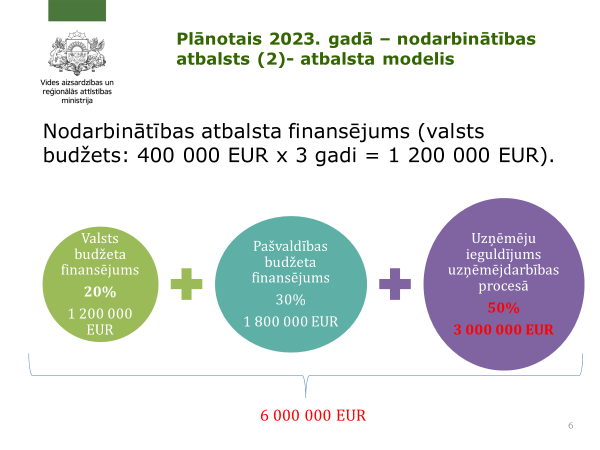 Vides aizsardzības un
reģionālās attīstības
ministrija
Plānotais 2023. gadā – nodarbinātības
atbalsts (2)- atbalsta modelis
Nodarbinātības atbalsta finansējums (valsts
budžets: 400 000 EUR x 3 gadi = 1 200 000 EUR).
Valsts
budžeta
finansējums
20%
1 200 000
EUR
Pašvaldības
budžeta
finansējums
30%
1 800 000 EUR
Uzņēmēju
ieguldījums
uzņēmējdarbības
procesā
50%
3 000 000 EUR
6 000 000 EUR
6